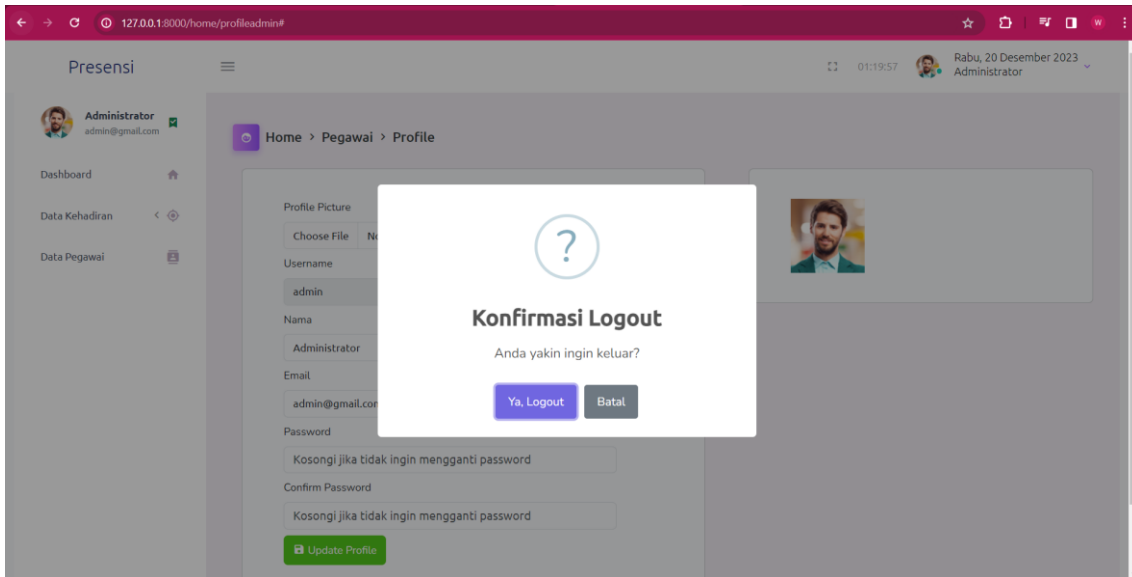 127.0.0.1:8000/home/profileadmin#
W
Presensi
01:19:57
Rabu, 20 Desember 2023
Administrator
Administrator
admin@gmail.com
Home > Pegawai > Profile
Dashboard
Data Kehadiran
Data Pegawai
Profile Picture
Choose File
Username
admin
Nama
Administrator
Email
admin@gmail.com
Password
Kosongi jika tidak ingin mengganti password
Confirm Password
Kosongi jika tidak ingin mengganti password
Update Profile
?
Konfirmasi Logout
Anda yakin ingin keluar?
Ya, Logout
Batal